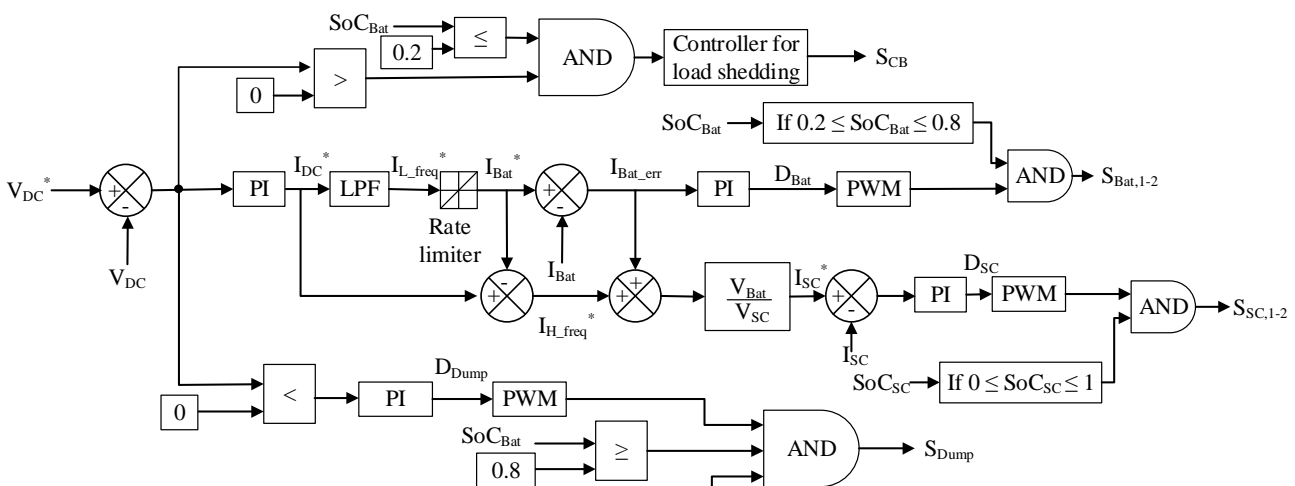 SoC_Bat
0.2
≤
AND
Controller for
load shedding
S_CB
0
>
SoC_Bat
If 0.2 ≤ SoC_Bat ≤ 0.8
AND
S_Bat,1-2
V_DC*
+
-
V_DC
PI
I_DC*
LPF
I_L_freq*
Rate
limiter
I_Bat*
+
-
I_Bat
I_Bat_err
PI
D_Bat
PWM
-
+
I_H_freq*
+
+
V_Bat
V_SC
I_SC*
+
-
I_SC
PI
D_SC
PWM
AND
S_SC,1-2
SoC_SC
If 0 ≤ SoC_SC ≤ 1
0
<
PI
D_Dump
PWM
SoC_Bat
0.8
≥
AND
S_Dump